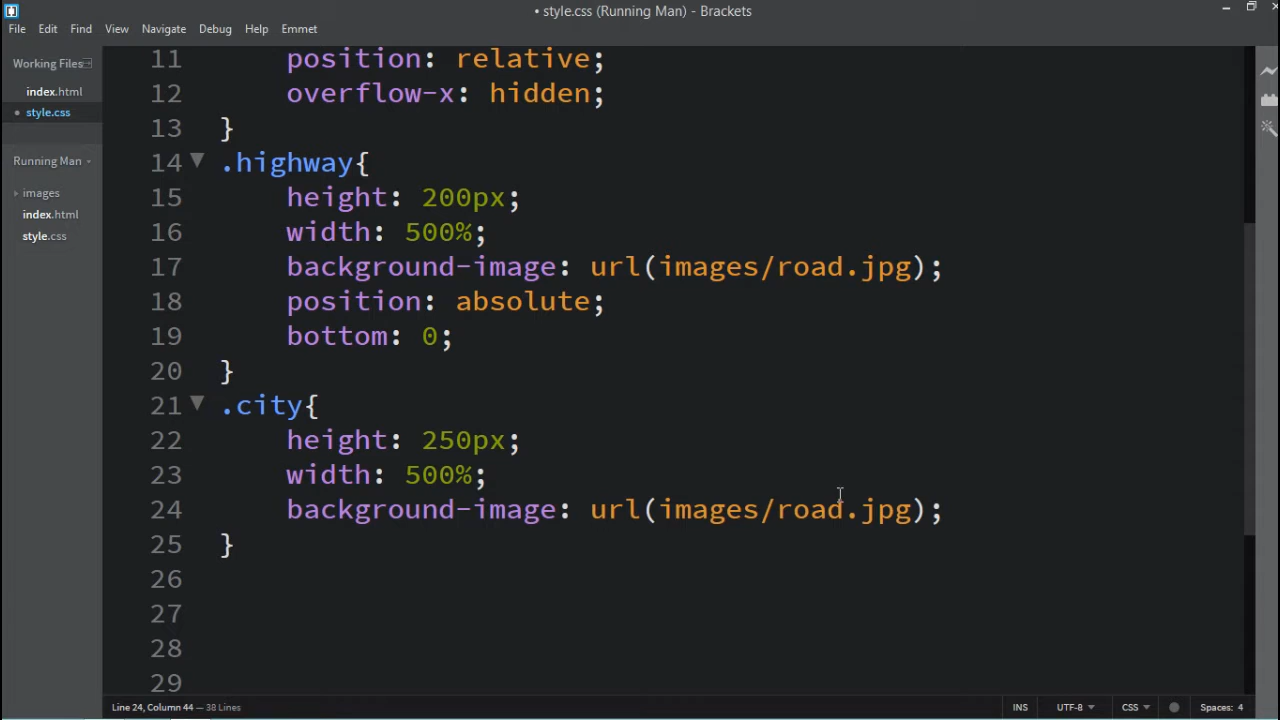 • style.css (Running Man) - Brackets
File Edit Find View Navigate Debug Help Emmet
Working Files
index.html
• style.css
Running Man
images
index.html
style.css
11 position: relative;
12 overflow-x: hidden;
13 }
14 .highway{
15 height: 200px;
16 width: 500%;
17 background-image: url(images/road.jpg);
18 position: absolute;
19 bottom: 0;
20 }
21 .city{
22 height: 250px;
23 width: 500%;
24 background-image: url(images/road.jpg);
25 }
26
27
28
29
Line 24, Column 44 — 38 Lines INS UTF-8 CSS Spaces: 4